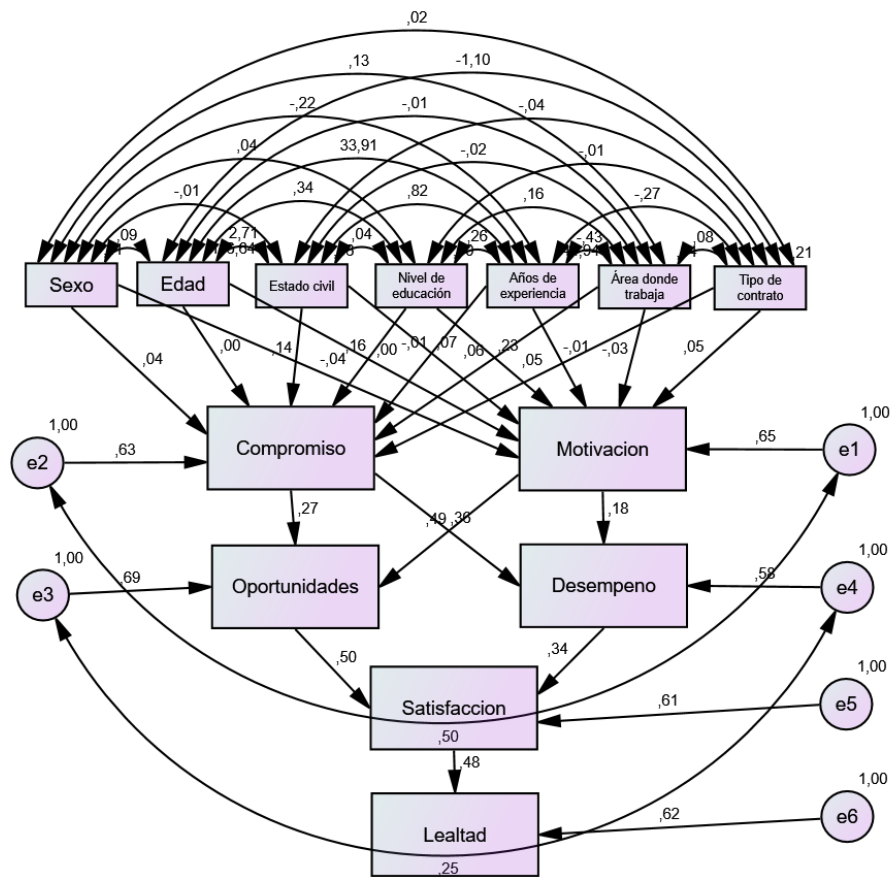 ,02
,13
-1,10
-,22
-,01
-,04
,04
33,91
-,02
-,01
-,01
,34
,82
,16
-,27
,09
2,71
,04
,26
-,43
,08
,21
Sexo
Edad
Estado civil
Nivel de
educación
Años de
experiencia
Área donde
trabaja
Tipo de
contrato
,04
,00
,14
-,04
,16
,00
-,01
,07
,06
,23
,05
-,01
-,03
,05
1,00
e2
,63
Compromiso
Motivacion
,65
1,00
e1
,27
,49
,36
,18
1,00
e3
,69
Oportunidades
Desempeno
,58
1,00
e4
,50
,34
Satisfaccion
,50
,61
1,00
e5
,48
Lealtad
,25
,62
1,00
e6